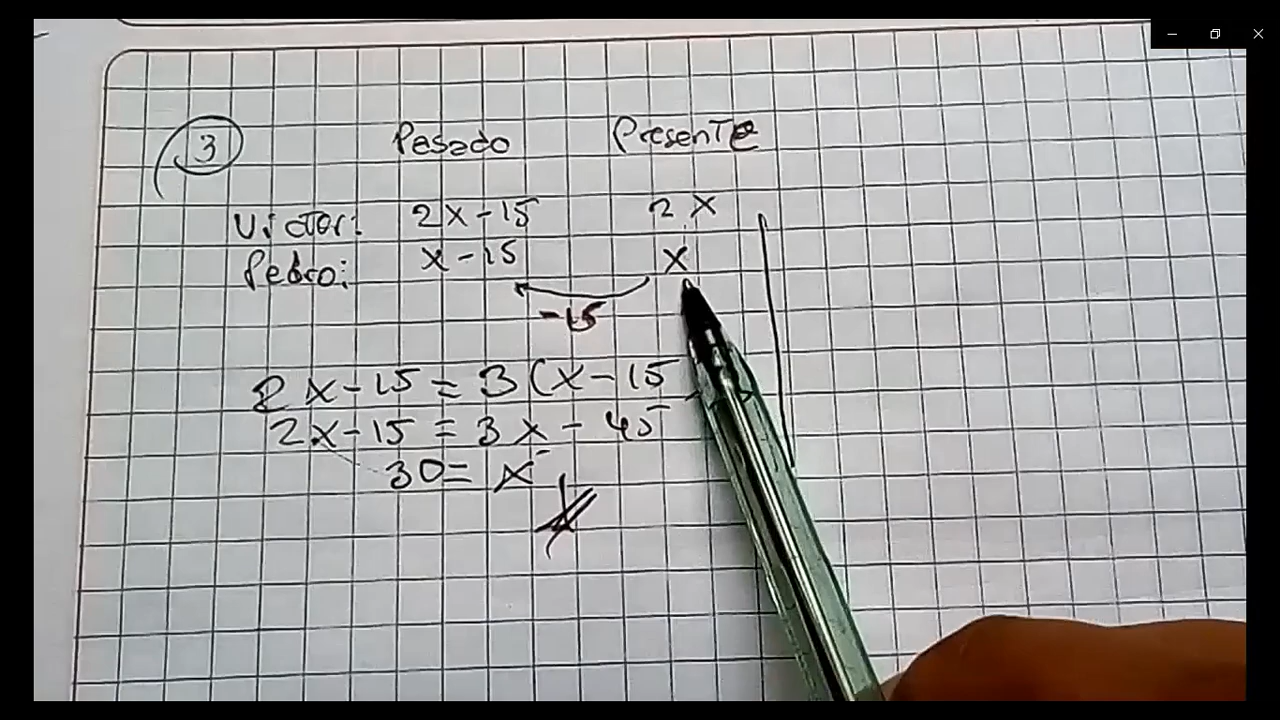 3 Pasado Presente
Victor: 2x-15 2x
Pedro: x-15 x
-15
2x-15 = 3(x-15
2x-15 = 3x-45
30= x